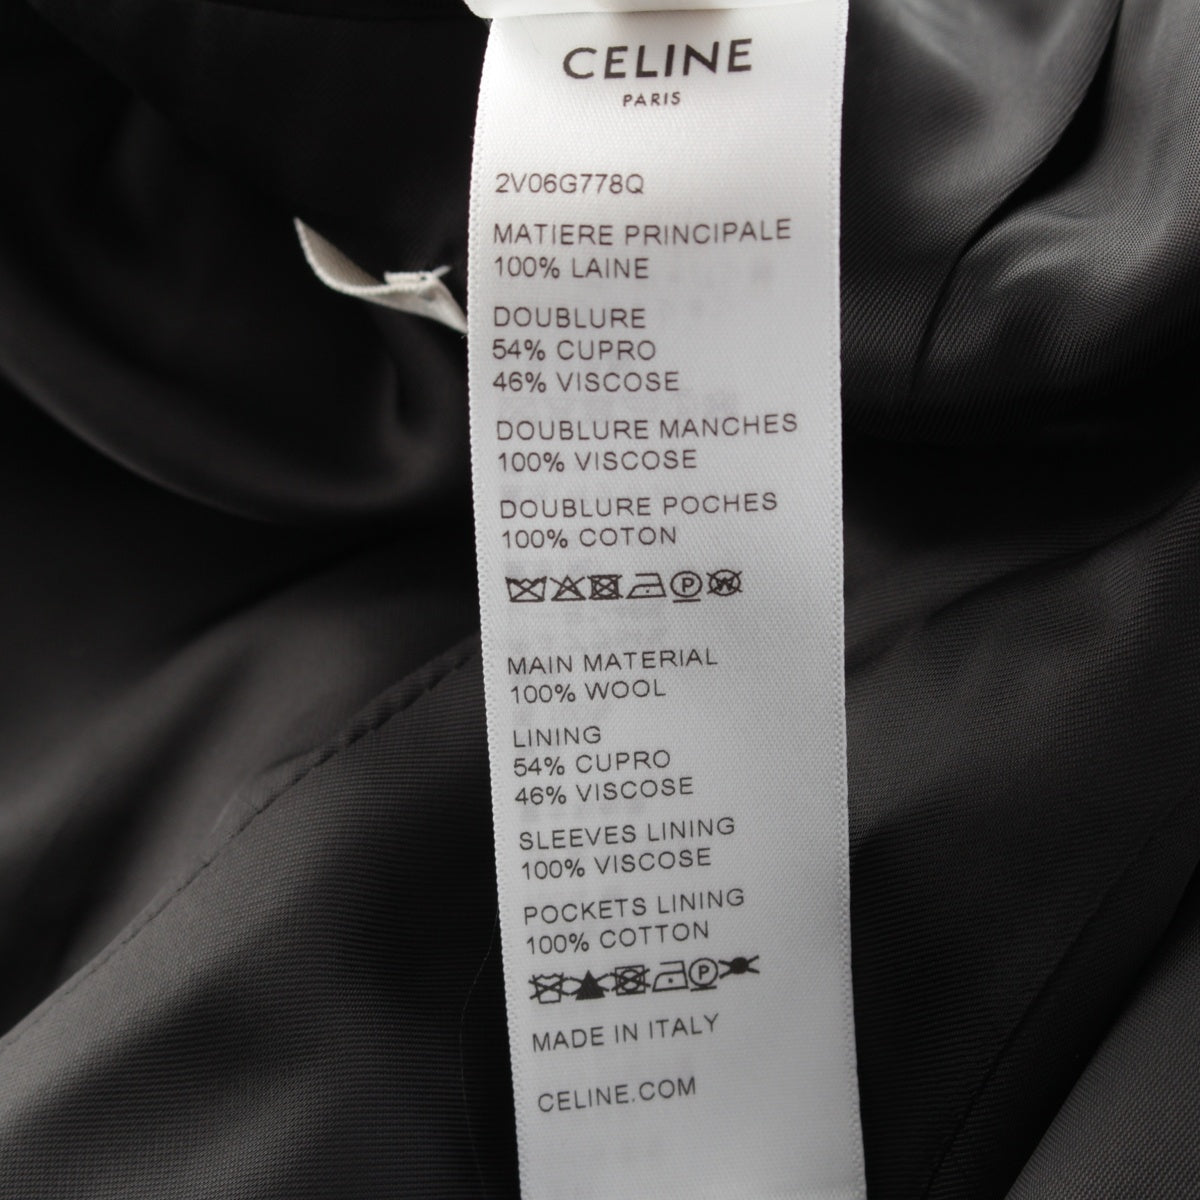 CELINE
PARIS
2V06G778Q
MATIERE PRINCIPALE
100% LAINE
DOUBLURE
54% CUPRO
46% VISCOSE
DOUBLURE MANCHES
100% VISCOSE
DOUBLURE POCHES
100% COTON
P W
MAIN MATERIAL
100% WOOL
LINING
54% CUPRO
46% VISCOSE
SLEEVES LINING
100% VISCOSE
POCKETS LINING
100% COTTON
P
MADE IN ITALY
CELINE.COM